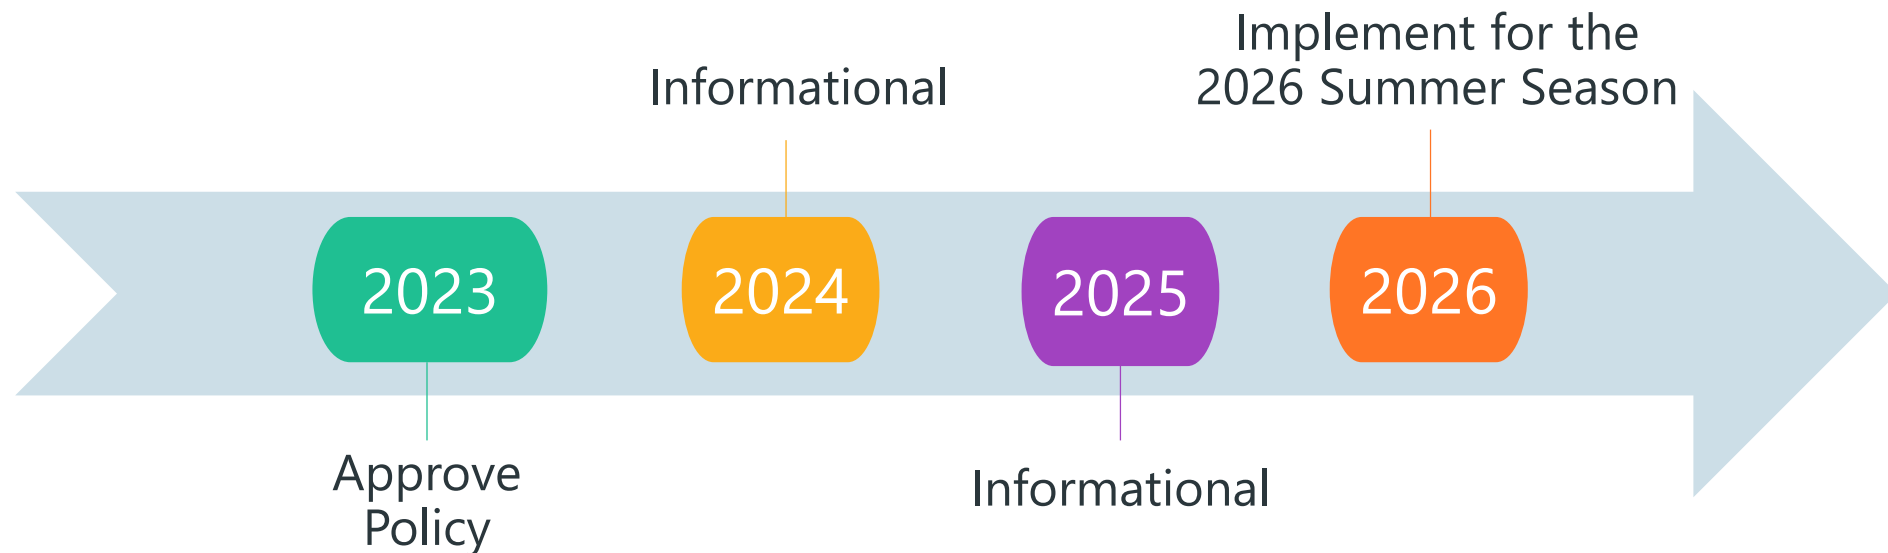 Implement for the
2026 Summer Season
Informational
2023
2024
2025
2026
Approve
Policy
Informational